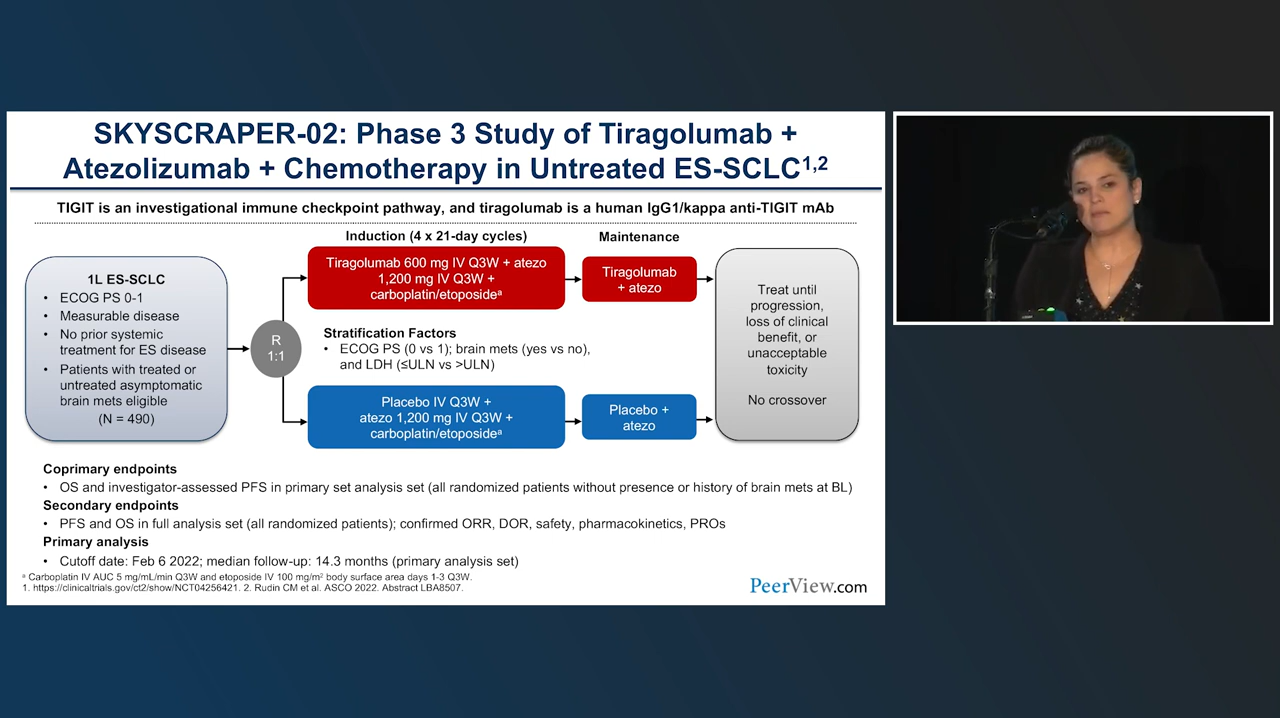 SKYSCRAPER-02: Phase 3 Study of Tiragolumab +
Atezolizumab + Chemotherapy in Untreated ES-SCLC1,2
TIGIT is an investigational immune checkpoint pathway, and tiragolumab is a human IgG1/kappa anti-TIGIT mAb
Induction (4 x 21-day cycles)
Maintenance
1L ES-SCLC
• ECOG PS 0-1
• Measurable disease
• No prior systemic
treatment for ES disease
• Patients with treated or
untreated asymptomatic
brain mets eligible
(N = 490)
R
1:1
Tiragolumab 600 mg IV Q3W + atezo
1,200 mg IV Q3W +
carboplatin/etoposideᵃ
Tiragolumab
+ atezo
Stratification Factors
• ECOG PS (0 vs 1); brain mets (yes vs no),
and LDH (≤ULN vs >ULN)
Placebo IV Q3W +
atezo 1,200 mg IV Q3W +
carboplatin/etoposideᵃ
Placebo +
atezo
Treat until
progression,
loss of clinical
benefit, or
unacceptable
toxicity
No crossover
Coprimary endpoints
• OS and investigator-assessed PFS in primary set analysis set (all randomized patients without presence or history of brain mets at BL)
Secondary endpoints
• PFS and OS in full analysis set (all randomized patients); confirmed ORR, DOR, safety, pharmacokinetics, PROs
Primary analysis
• Cutoff date: Feb 6 2022; median follow-up: 14.3 months (primary analysis set)
ᵃ Carboplatin IV AUC 5 mg/mL/min Q3W and etoposide IV 100 mg/m² body surface area days 1-3 Q3W.
1. https://clinicaltrials.gov/ct2/show/NCT04256421. 2. Rudin CM et al. ASCO 2022. Abstract LBA8507.
PeerView.com